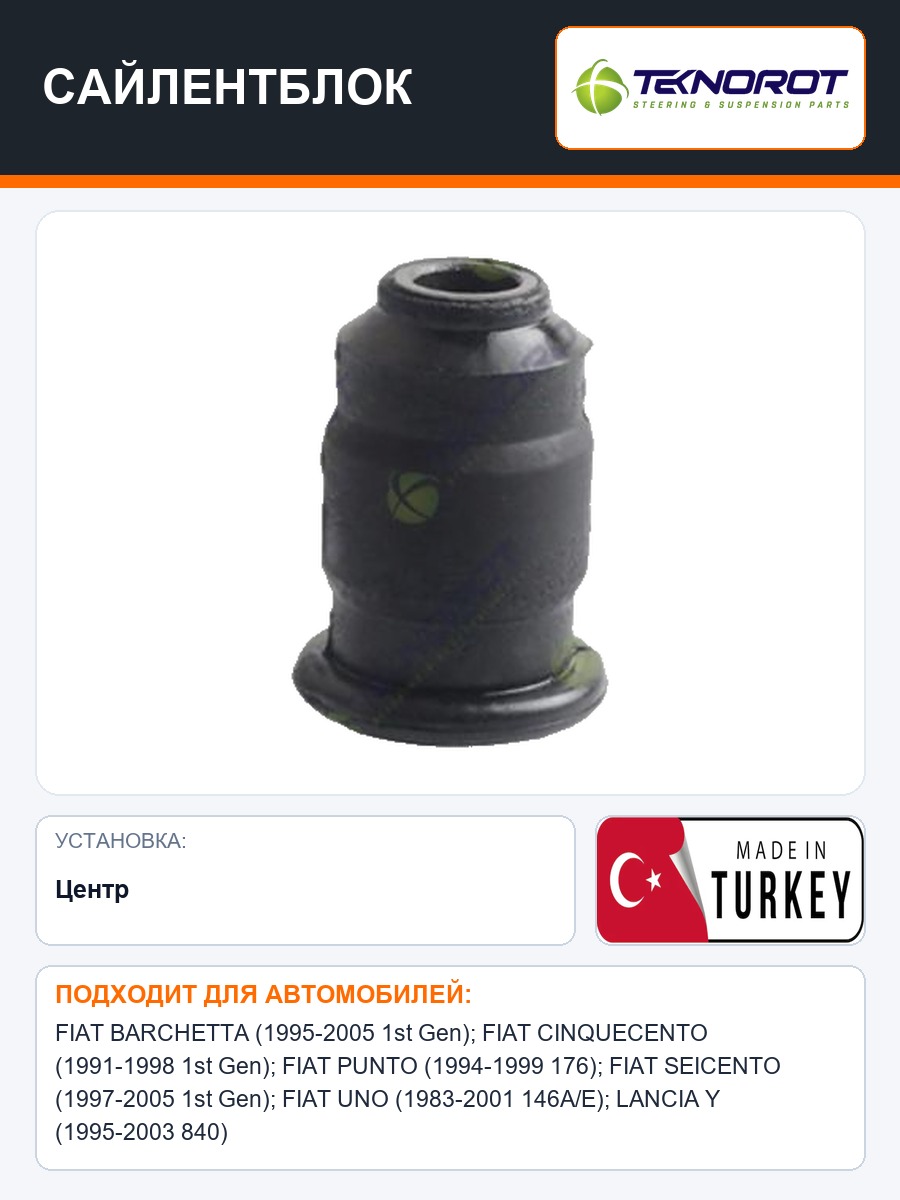 САЙЛЕНТБЛОК
TEKNOROT
STEERING & SUSPENSION PARTS
УСТАНОВКА:
Центр
MADE IN
TURKEY
ПОДХОДИТ ДЛЯ АВТОМОБИЛЕЙ:
FIAT BARCHETTA (1995-2005 1st Gen); FIAT CINQUECENTO
(1991-1998 1st Gen); FIAT PUNTO (1994-1999 176); FIAT SEICENTO
(1997-2005 1st Gen); FIAT UNO (1983-2001 146A/E); LANCIA Y
(1995-2003 840)